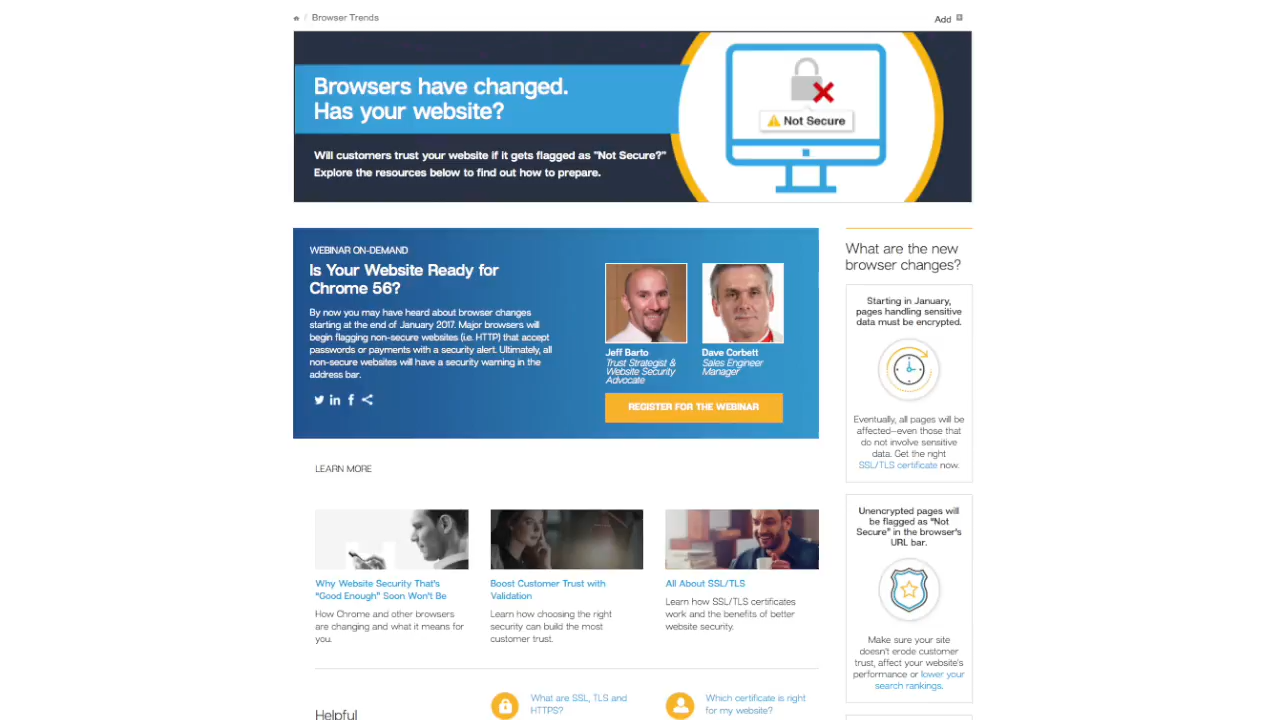 / Browser Trends
Add
Browsers have changed.
Has your website?
Will customers trust your website if it gets flagged as "Not Secure?"
Explore the resources below to find out how to prepare.
Not Secure
WEBINAR ON-DEMAND
Is Your Website Ready for
Chrome 56?
By now you may have heard about browser changes
starting at the end of January 2017. Major browsers will
begin flagging non-secure websites (i.e. HTTP) that accept
passwords or payments with a security alert. Ultimately, all
non-secure websites will have a security warning in the
address bar.
Jeff Barto
Trust Strategist &
Website Security
Advocate
Dave Corbett
Sales Engineer
Manager
REGISTER FOR THE WEBINAR
What are the new
browser changes?
Starting in January,
pages handling sensitive
data must be encrypted.
Eventually, all pages will be
affected—even those that
do not involve sensitive
data. Get the right
SSL/TLS certificate now.
Unencrypted pages will
be flagged as "Not
Secure" in the browser's
URL bar.
Make sure your site
doesn't erode customer
trust, affect your website's
performance or lower your
search rankings.
LEARN MORE
Why Website Security That's
"Good Enough" Soon Won't Be
How Chrome and other browsers
are changing and what it means for
you.
Boost Customer Trust with
Validation
Learn how choosing the right
security can build the most
customer trust.
All About SSL/TLS
Learn how SSL/TLS certificates
work and the benefits of better
website security.
Helpful
What are SSL, TLS and
HTTPS?
Which certificate is right
for my website?